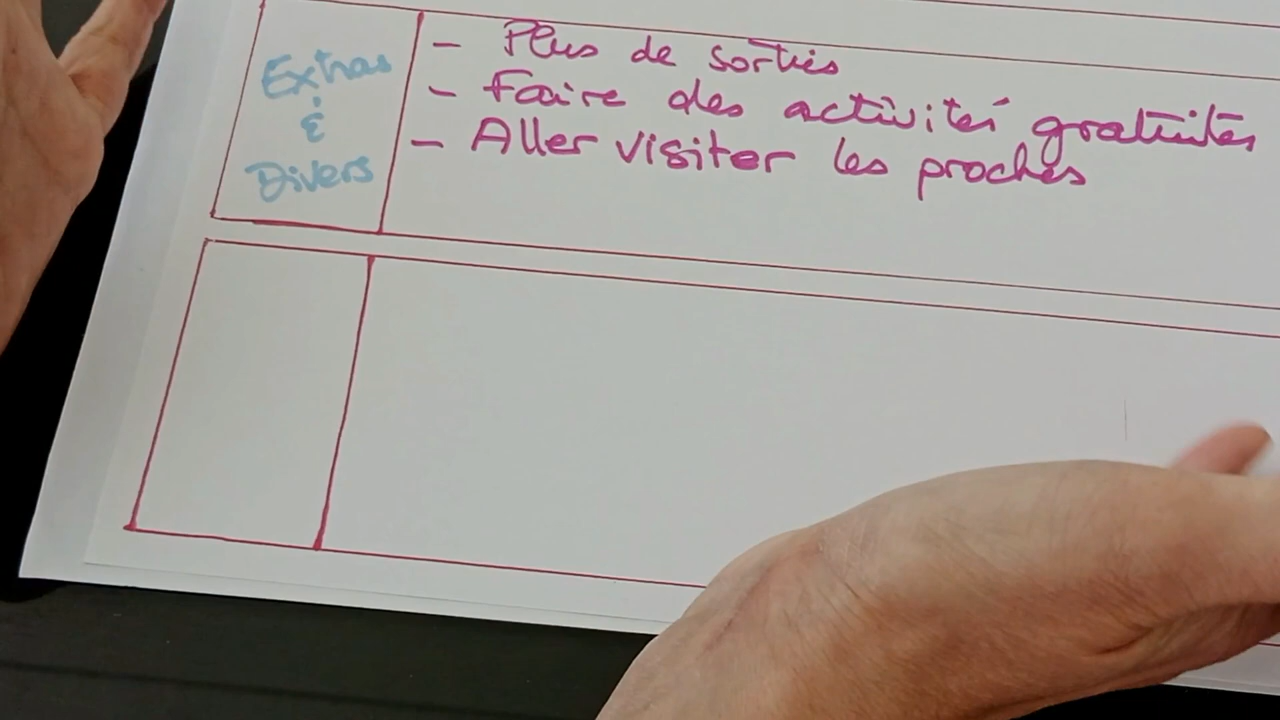 Extras
&
Divers
- Plus de sorties
- Faire des activités gratuites
- Aller visiter les proches